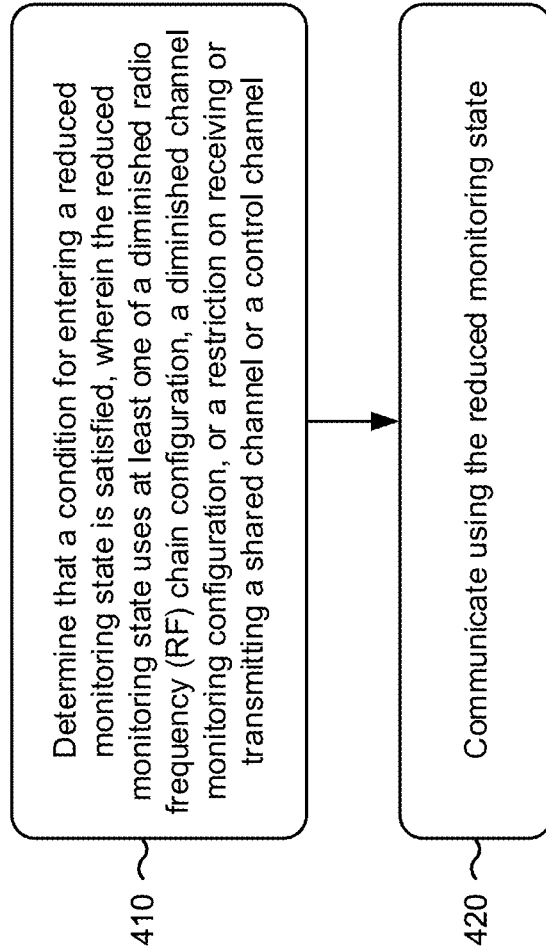 410
Determine that a condition for entering a reduced
monitoring state is satisfied, wherein the reduced
monitoring state uses at least one of a diminished radio
frequency (RF) chain configuration, a diminished channel
monitoring configuration, or a restriction on receiving or
transmitting a shared channel or a control channel
420
Communicate using the reduced monitoring state